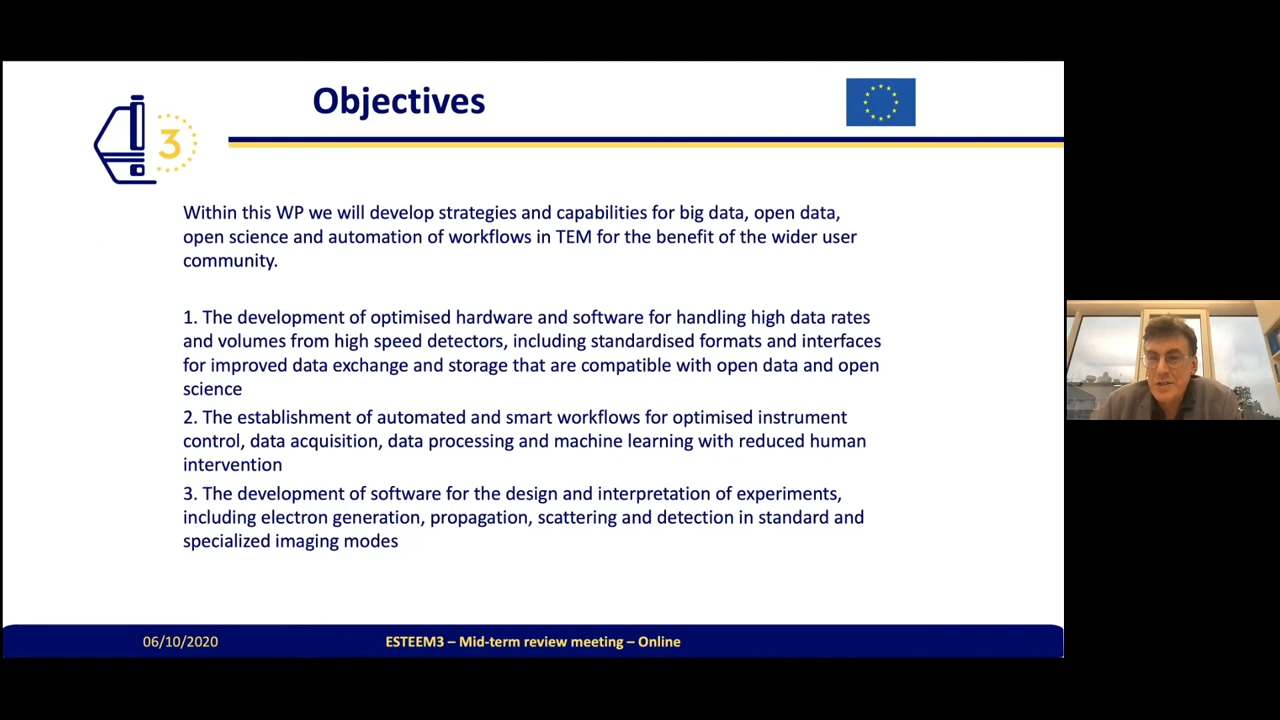 Objectives
3
Within this WP we will develop strategies and capabilities for big data, open data,
open science and automation of workflows in TEM for the benefit of the wider user
community.
1. The development of optimised hardware and software for handling high data rates
and volumes from high speed detectors, including standardised formats and interfaces
for improved data exchange and storage that are compatible with open data and open
science
2. The establishment of automated and smart workflows for optimised instrument
control, data acquisition, data processing and machine learning with reduced human
intervention
3. The development of software for the design and interpretation of experiments,
including electron generation, propagation, scattering and detection in standard and
specialized imaging modes
06/10/2020
ESTEEM3 – Mid-term review meeting – Online